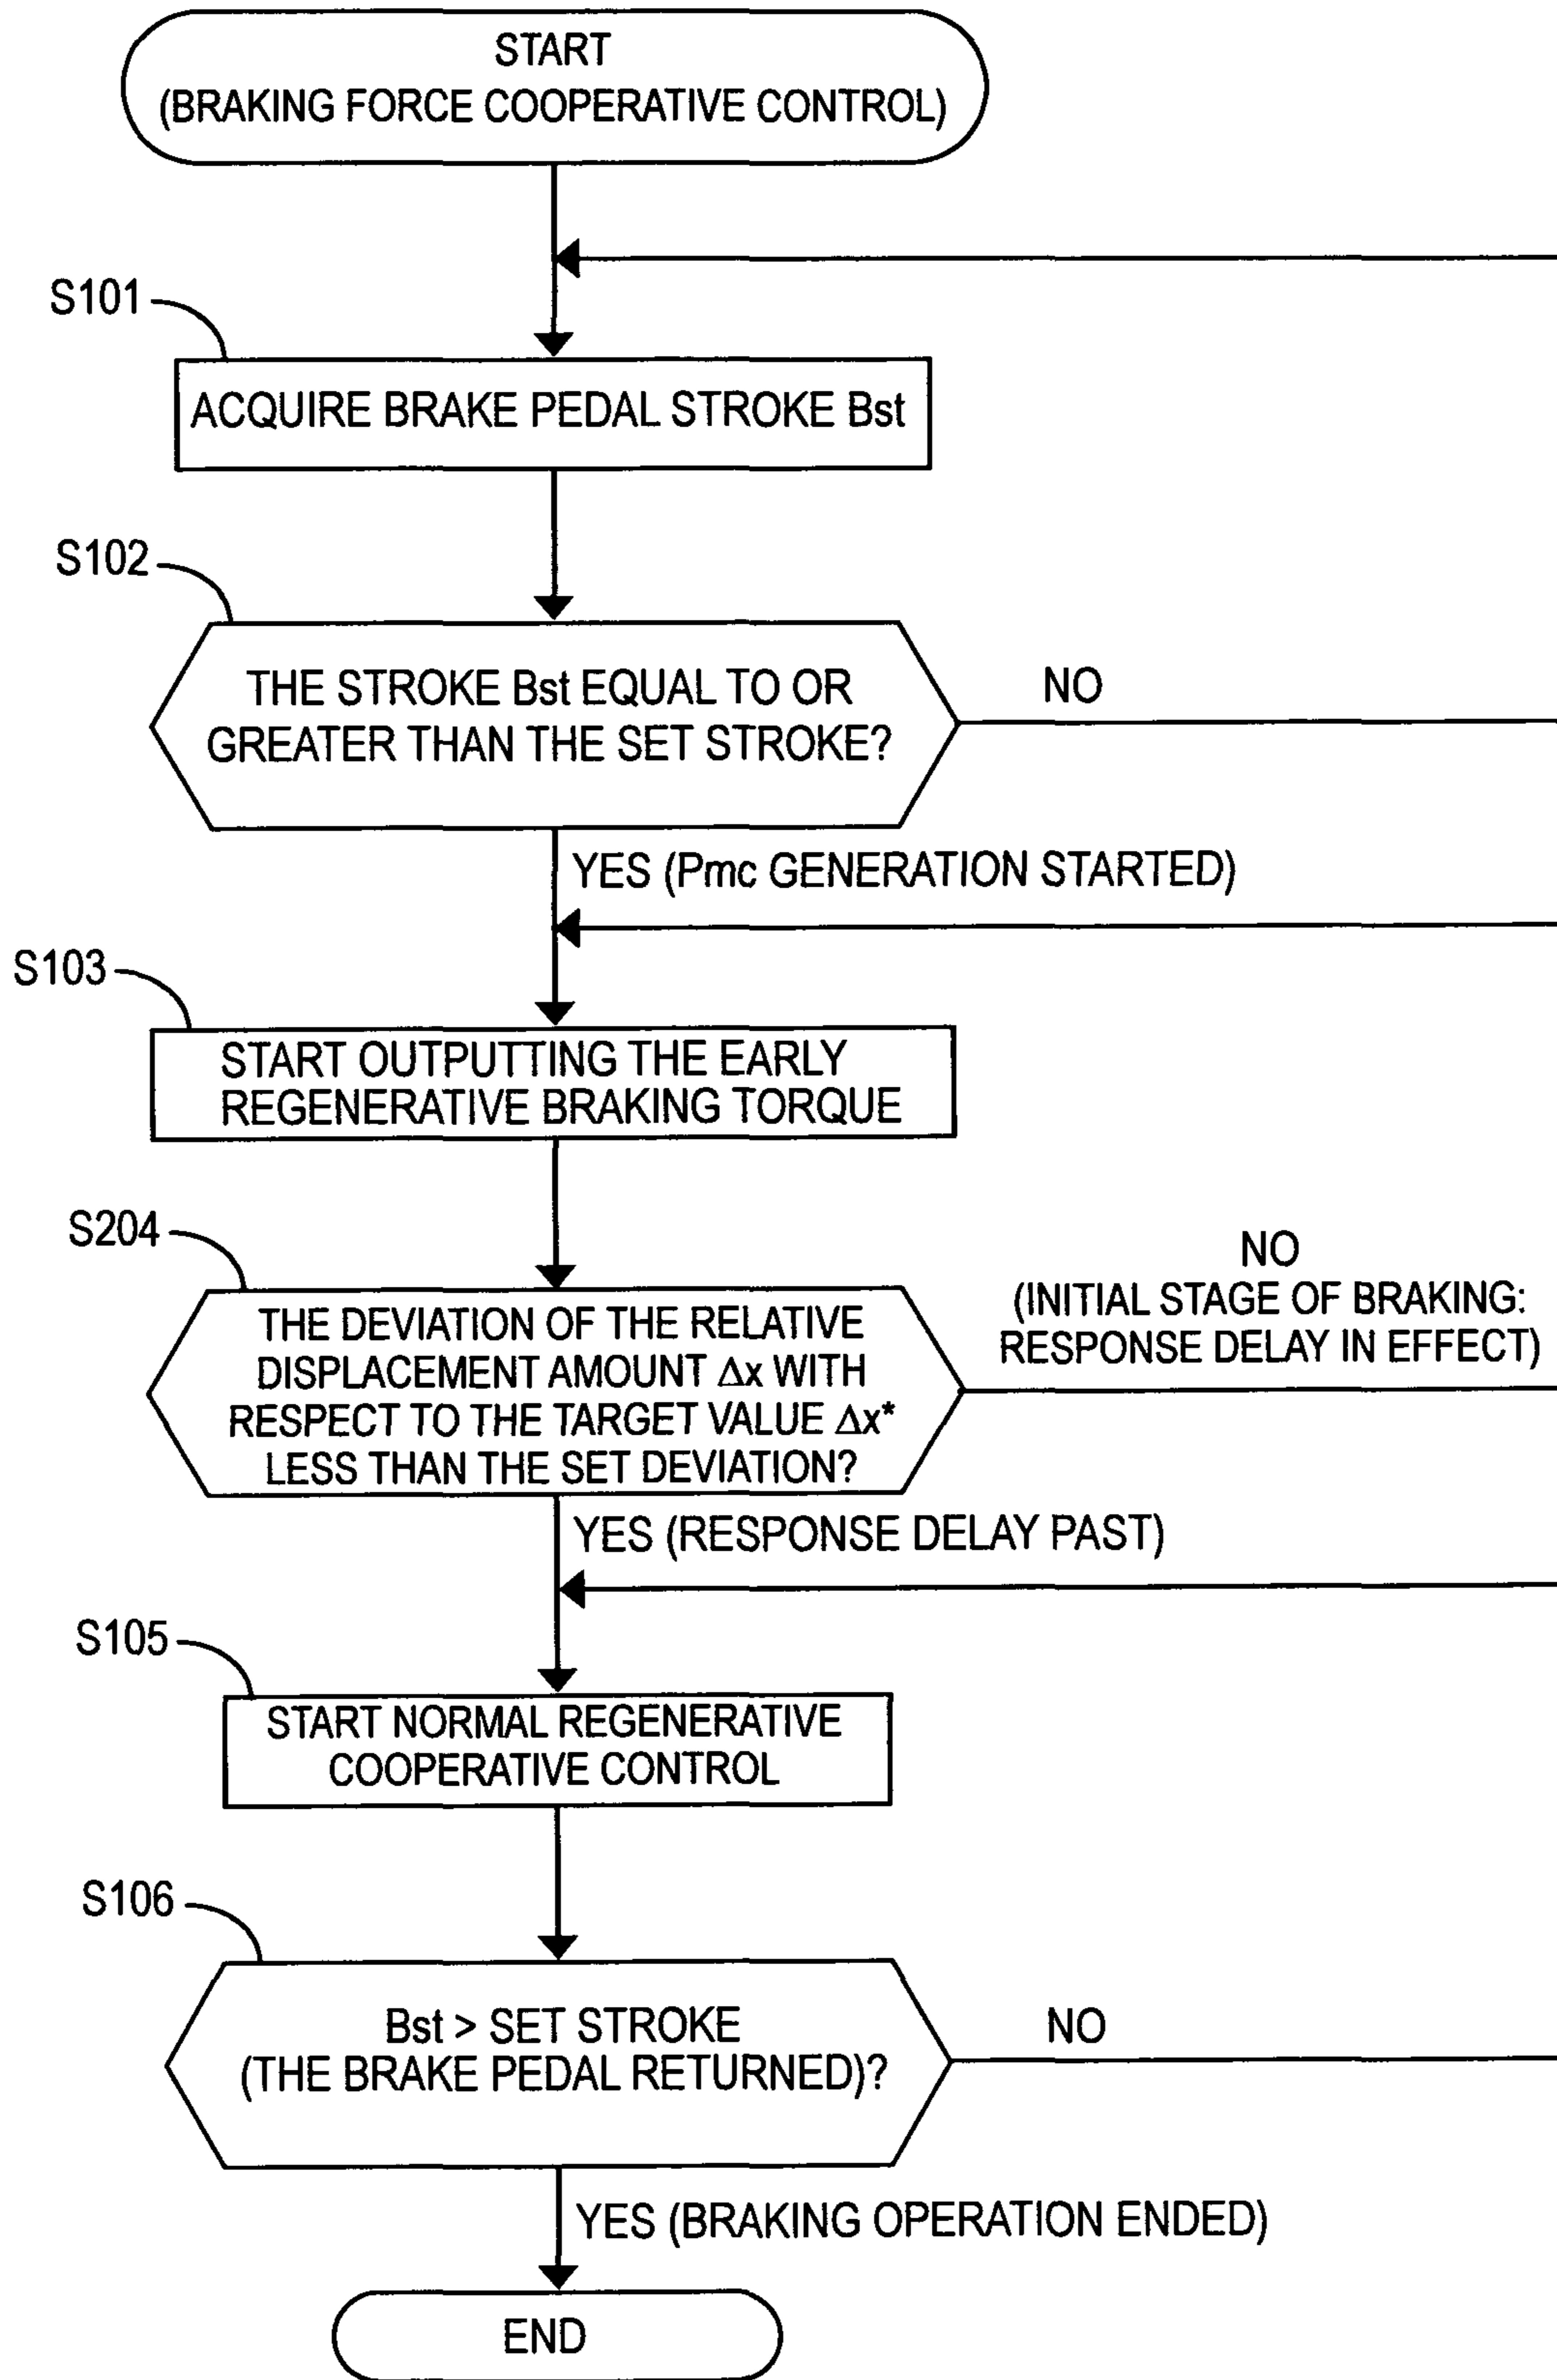 START
(BRAKING FORCE COOPERATIVE CONTROL)
S101
ACQUIRE BRAKE PEDAL STROKE Bst
S102
THE STROKE Bst EQUAL TO OR
GREATER THAN THE SET STROKE?
NO
YES (Pmc GENERATION STARTED)
S103
START OUTPUTTING THE EARLY
REGENERATIVE BRAKING TORQUE
S204
THE DEVIATION OF THE RELATIVE
DISPLACEMENT AMOUNT Δx WITH
RESPECT TO THE TARGET VALUE Δx*
LESS THAN THE SET DEVIATION?
NO
(INITIAL STAGE OF BRAKING:
RESPONSE DELAY IN EFFECT)
YES (RESPONSE DELAY PAST)
S105
START NORMAL REGENERATIVE
COOPERATIVE CONTROL
S106
Bst > SET STROKE
(THE BRAKE PEDAL RETURNED)?
NO
YES (BRAKING OPERATION ENDED)
END